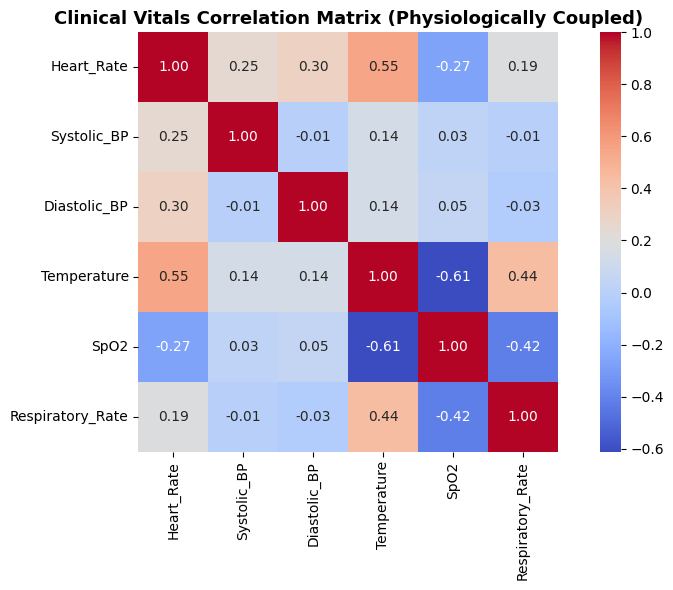 Clinical Vitals Correlation Matrix (Physiologically Coupled)
Heart_Rate 1.00 0.25 0.30 0.55 -0.27 0.19
Systolic_BP 0.25 1.00 -0.01 0.14 0.03 -0.01
Diastolic_BP 0.30 -0.01 1.00 0.14 0.05 -0.03
Temperature 0.55 0.14 0.14 1.00 -0.61 0.44
SpO2 -0.27 0.03 0.05 -0.61 1.00 -0.42
Respiratory_Rate 0.19 -0.01 -0.03 0.44 -0.42 1.00
Heart_Rate
Systolic_BP
Diastolic_BP
Temperature
SpO2
Respiratory_Rate
1.0
0.8
0.6
0.4
0.2
0.0
−0.2
−0.4
−0.6